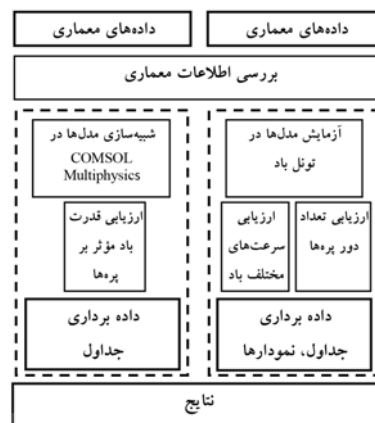 داده‌های معماری
داده‌های معماری
بررسی اطلاعات معماری
آزمایش مدل‌ها در
تونل باد
ارزیابی تعداد
دور پره‌ها
ارزیابی
سرعت‌های
مختلف باد
داده برداری
جداول، نمودارها
شبیه‌سازی مدل‌ها در
COMSOL
Multiphysics
ارزیابی قدرت
باد مؤثر بر
پره‌ها
داده برداری
جداول
نتایج